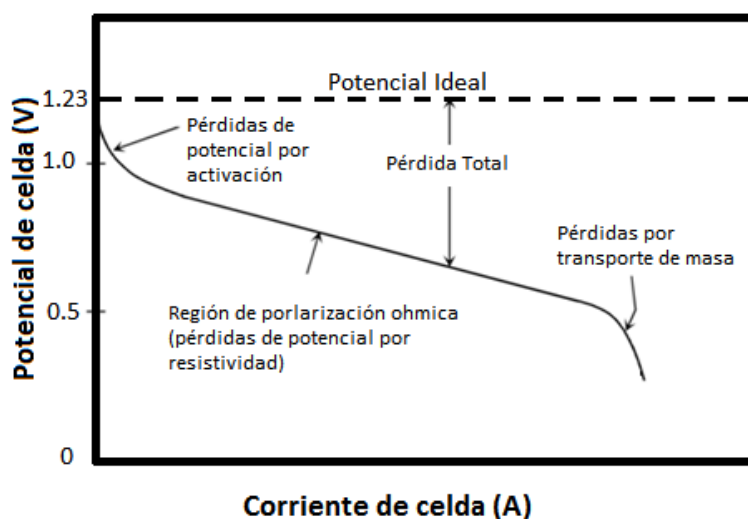 Potencial Ideal
1.23
Pérdidas de
potencial por
activación
Pérdida Total
1.0
Pérdidas por
transporte de masa
Región de porlarización ohmica
(pérdidas de potencial por
resistividad)
0.5
0
Potencial de celda (V)
Corriente de celda (A)